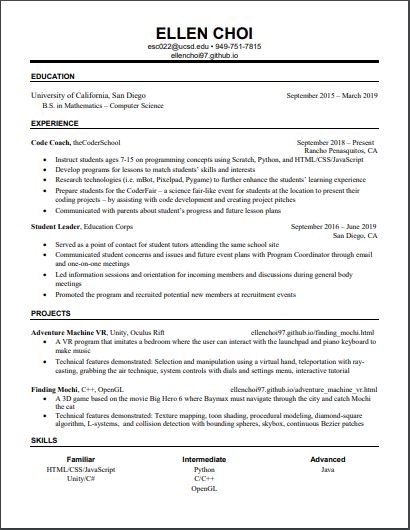 ELLEN CHOI
esc022@ucsd.edu • 949-751-7815
ellenchoi97.github.io
EDUCATION
University of California, San Diego September 2015 – March 2019
B.S. in Mathematics – Computer Science
EXPERIENCE
Code Coach, theCoderSchool September 2018 – Present
Rancho Penasquitos, CA
• Instruct students ages 7-15 on programming concepts using Scratch, Python, and HTML/CSS/JavaScript
• Develop programs for lessons to match students' skills and interests
• Research technologies (i.e. mBot, Pixelpad, Pygame) to further enhance the students' learning experience
• Prepare students for the CoderFair – a science fair-like event for students at the location to present their
coding projects – by assisting with code development and creating project pitches
• Communicated with parents about student's progress and future lesson plans
Student Leader, Education Corps September 2016 – June 2019
San Diego, CA
• Served as a point of contact for student tutors attending the same school site
• Communicated student concerns and issues and future event plans with Program Coordinator through email
and one-on-one meetings
• Led information sessions and orientation for incoming members and discussions during general body
meetings
• Promoted the program and recruited potential new members at recruitment events
PROJECTS
Adventure Machine VR, Unity, Oculus Rift ellenchoi97.github.io/finding_mochi.html
• A VR program that imitates a bedroom where the user can interact with the launchpad and piano keyboard to
make music
• Technical features demonstrated: Selection and manipulation using a virtual hand, teleportation with ray-
casting, grabbing the air technique, system controls with dials and settings menu, interactive tutorial
Finding Mochi, C++, OpenGL ellenchoi97.github.io/adventure_machine_vr.html
• A 3D game based on the movie Big Hero 6 where Baymax must navigate through the city and catch Mochi
the cat
• Technical features demonstrated: Texture mapping, toon shading, procedural modeling, diamond-square
algorithm, L-systems, and collision detection with bounding spheres, skybox, continuous Bezier patches
SKILLS
Familiar Intermediate Advanced
HTML/CSS/JavaScript Python Java
Unity/C# C/C++
OpenGL